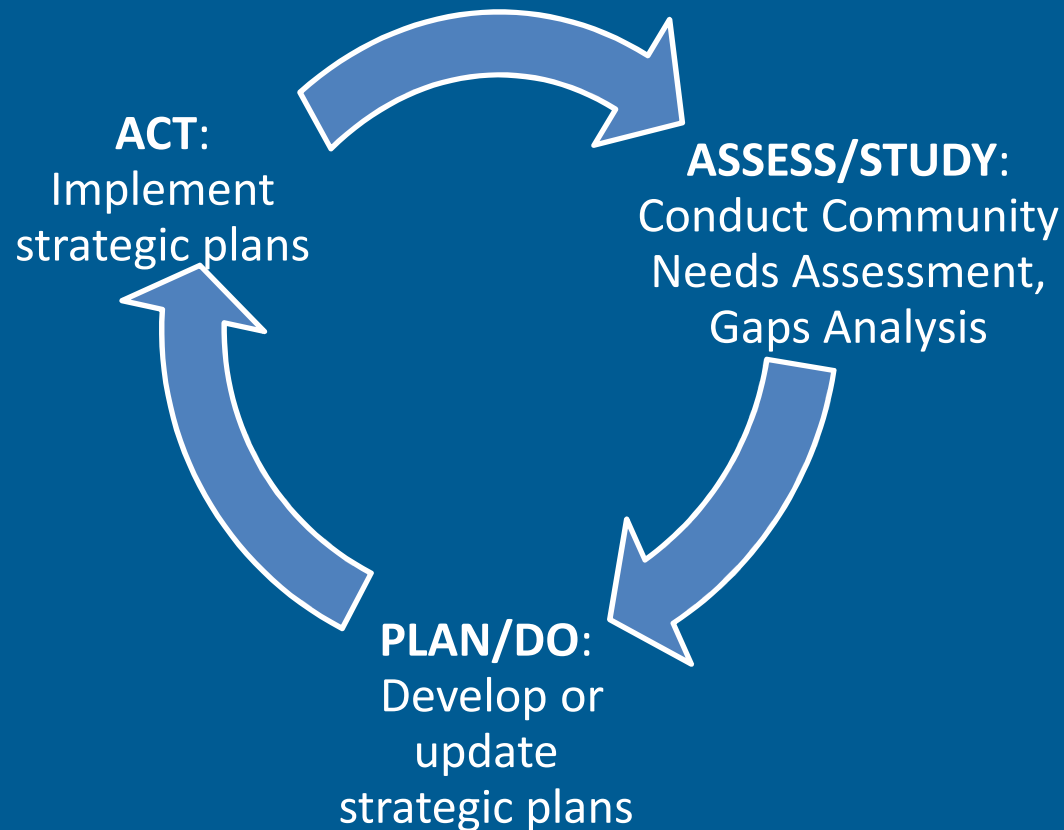 ACT:
Implement
strategic plans
ASSESS/STUDY:
Conduct Community
Needs Assessment,
Gaps Analysis
PLAN/DO:
Develop or
update
strategic plans